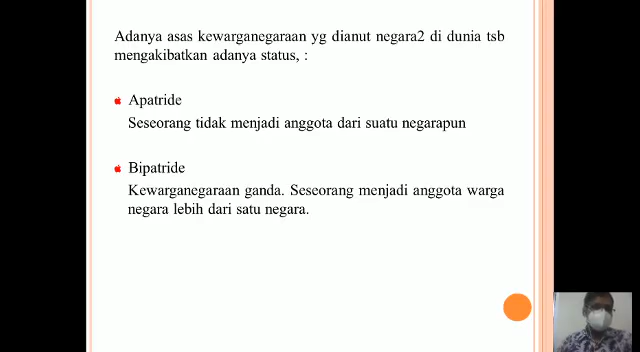 Adanya asas kewarganegaraan yg dianut negara2 di dunia tsb
mengakibatkan adanya status, :
Apatride
Seseorang tidak menjadi anggota dari suatu negarapun
Bipatride
Kewarganegaraan ganda. Seseorang menjadi anggota warga
negara lebih dari satu negara.